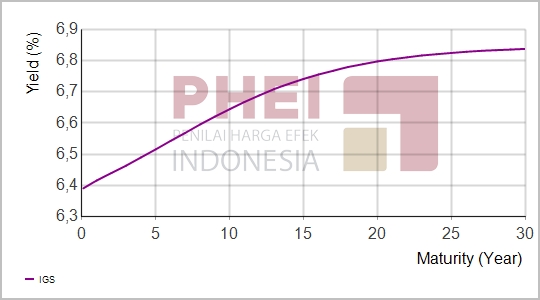 6,9
6,8
6,7
6,6
6,5
6,4
6,3
Yield (%)
PHEI
PENILAI HARGA EFEK
INDONESIA
0 5 10 15 20 25 30
Maturity (Year)
IGS